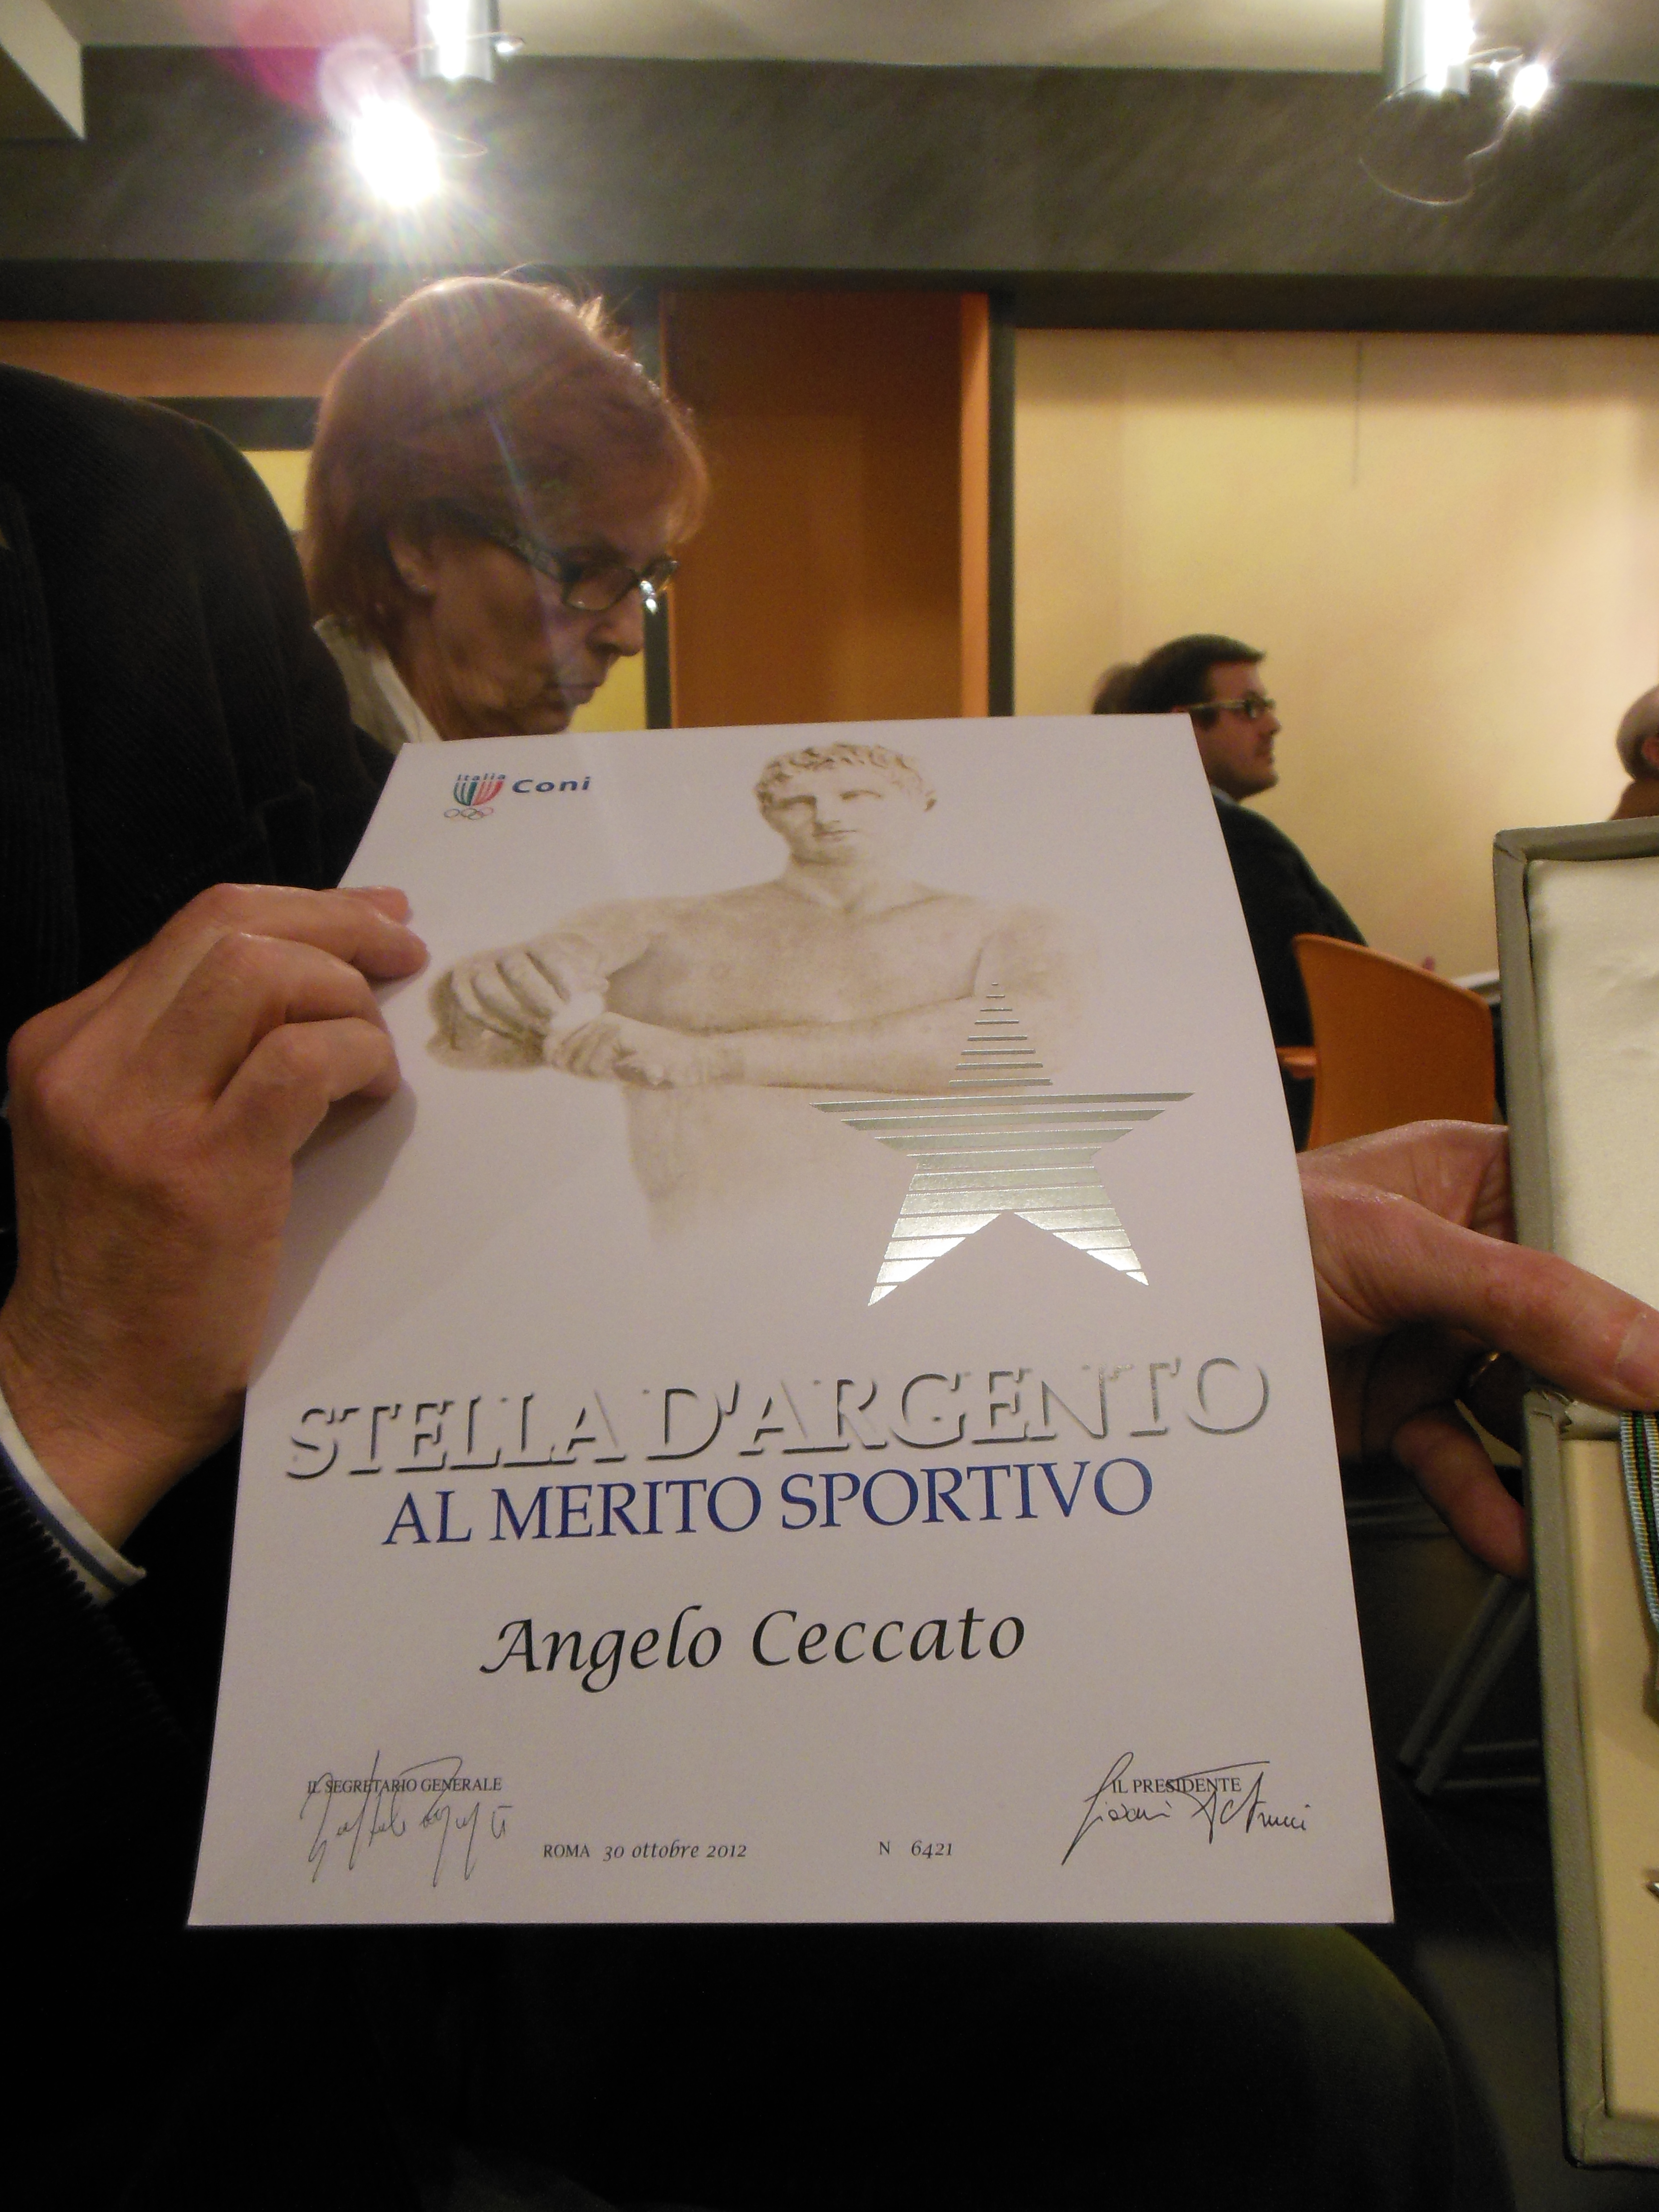 Italia
Coni
STELLA D'ARGENTO
AL MERITO SPORTIVO
Angelo Ceccato
IL SEGRETARIO GENERALE
IL PRESIDENTE
ROMA 30 ottobre 2012
N 6421